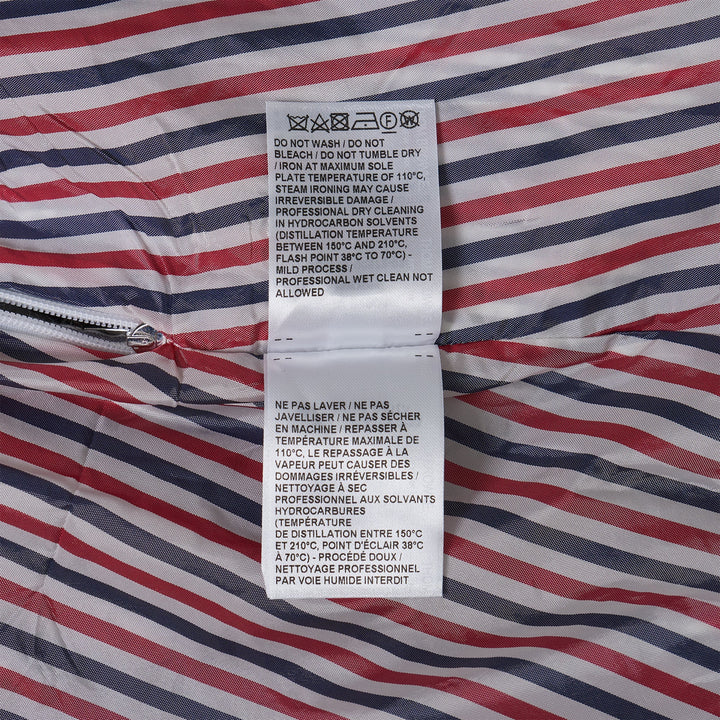 DO NOT WASH / DO NOT
BLEACH / DO NOT TUMBLE DRY
/ IRON AT MAXIMUM SOLE
PLATE TEMPERATURE OF 110°C,
STEAM IRONING MAY CAUSE
IRREVERSIBLE DAMAGE /
PROFESSIONAL DRY CLEANING
IN HYDROCARBON SOLVENTS
(DISTILLATION TEMPERATURE
BETWEEN 150°C AND 210°C,
FLASH POINT 38°C TO 70°C) -
MILD PROCESS /
PROFESSIONAL WET CLEAN NOT
ALLOWED
NE PAS LAVER / NE PAS
JAVELLISER / NE PAS SÉCHER
EN MACHINE / REPASSER À
TEMPÉRATURE MAXIMALE DE
110°C, LE REPASSAGE À LA
VAPEUR PEUT CAUSER DES
DOMMAGES IRRÉVERSIBLES /
NETTOYAGE À SEC
PROFESSIONNEL AUX SOLVANTS
HYDROCARBURES
(TEMPÉRATURE
DE DISTILLATION ENTRE 150°C
ET 210°C, POINT D'ÉCLAIR 38°C
À 70°C) - PROCÉDÉ DOUX /
NETTOYAGE PROFESSIONNEL
PAR VOIE HUMIDE INTERDIT